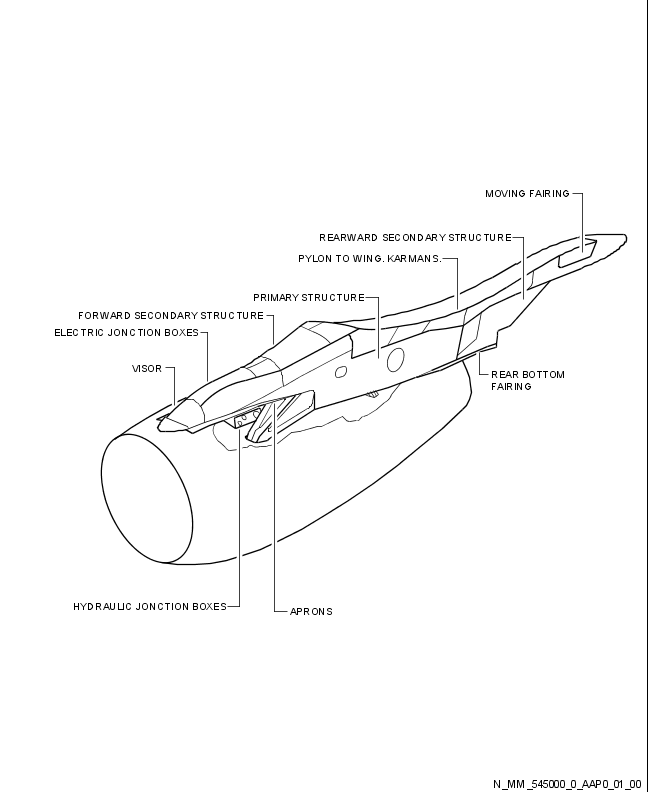 MOVING FAIRING
REARWARD SECONDARY STRUCTURE
PYLON TO WING. KARMANS.
PRIMARY STRUCTURE
FORWARD SECONDARY STRUCTURE
ELECTRIC JONCTION BOXES
VISOR
REAR BOTTOM
FAIRING
HYDRAULIC JONCTION BOXES
APRONS
N_MM_545000_0_AAP0_01_00